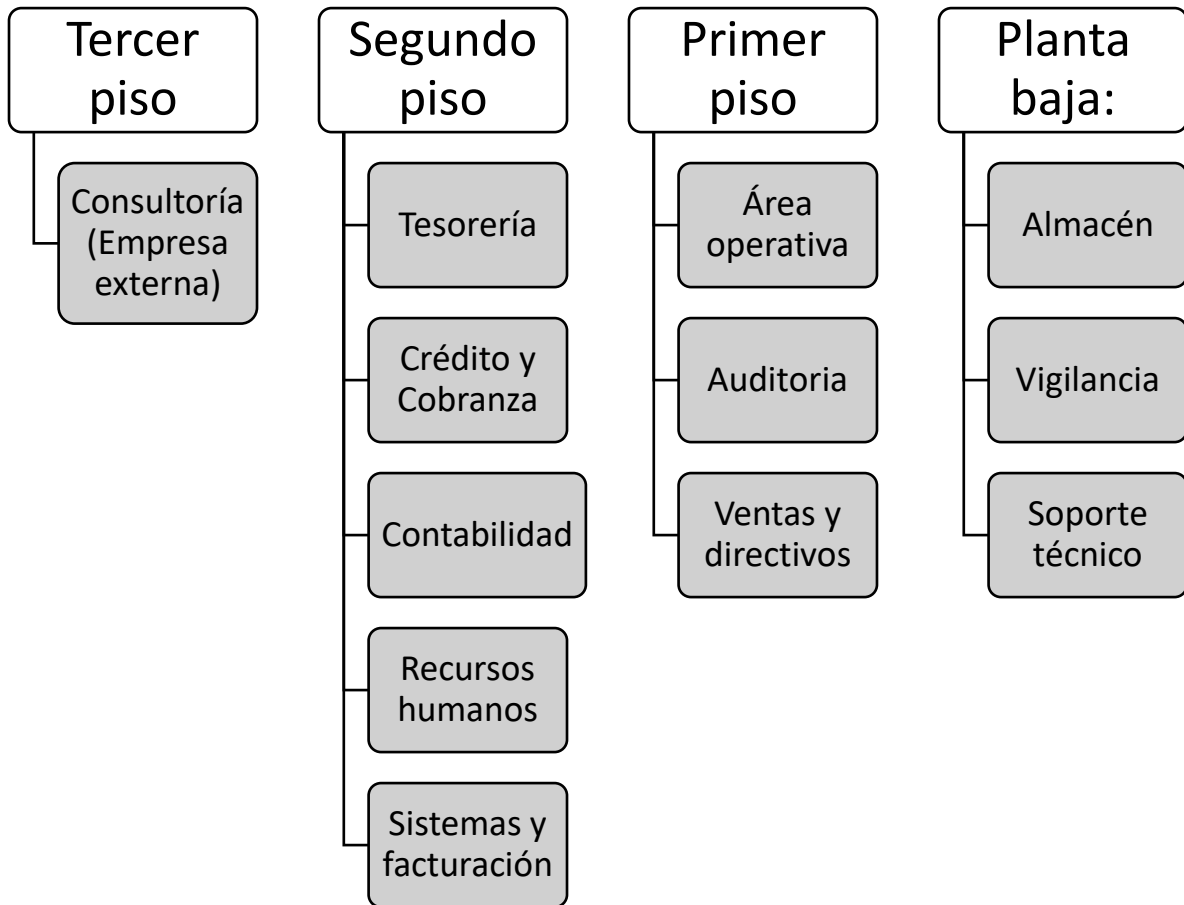 Tercer
piso
Consultoría
(Empresa
externa)
Segundo
piso
Tesorería
Crédito y
Cobranza
Contabilidad
Recursos
humanos
Sistemas y
facturación
Primer
piso
Área
operativa
Auditoria
Ventas y
directivos
Planta
baja:
Almacén
Vigilancia
Soporte
técnico